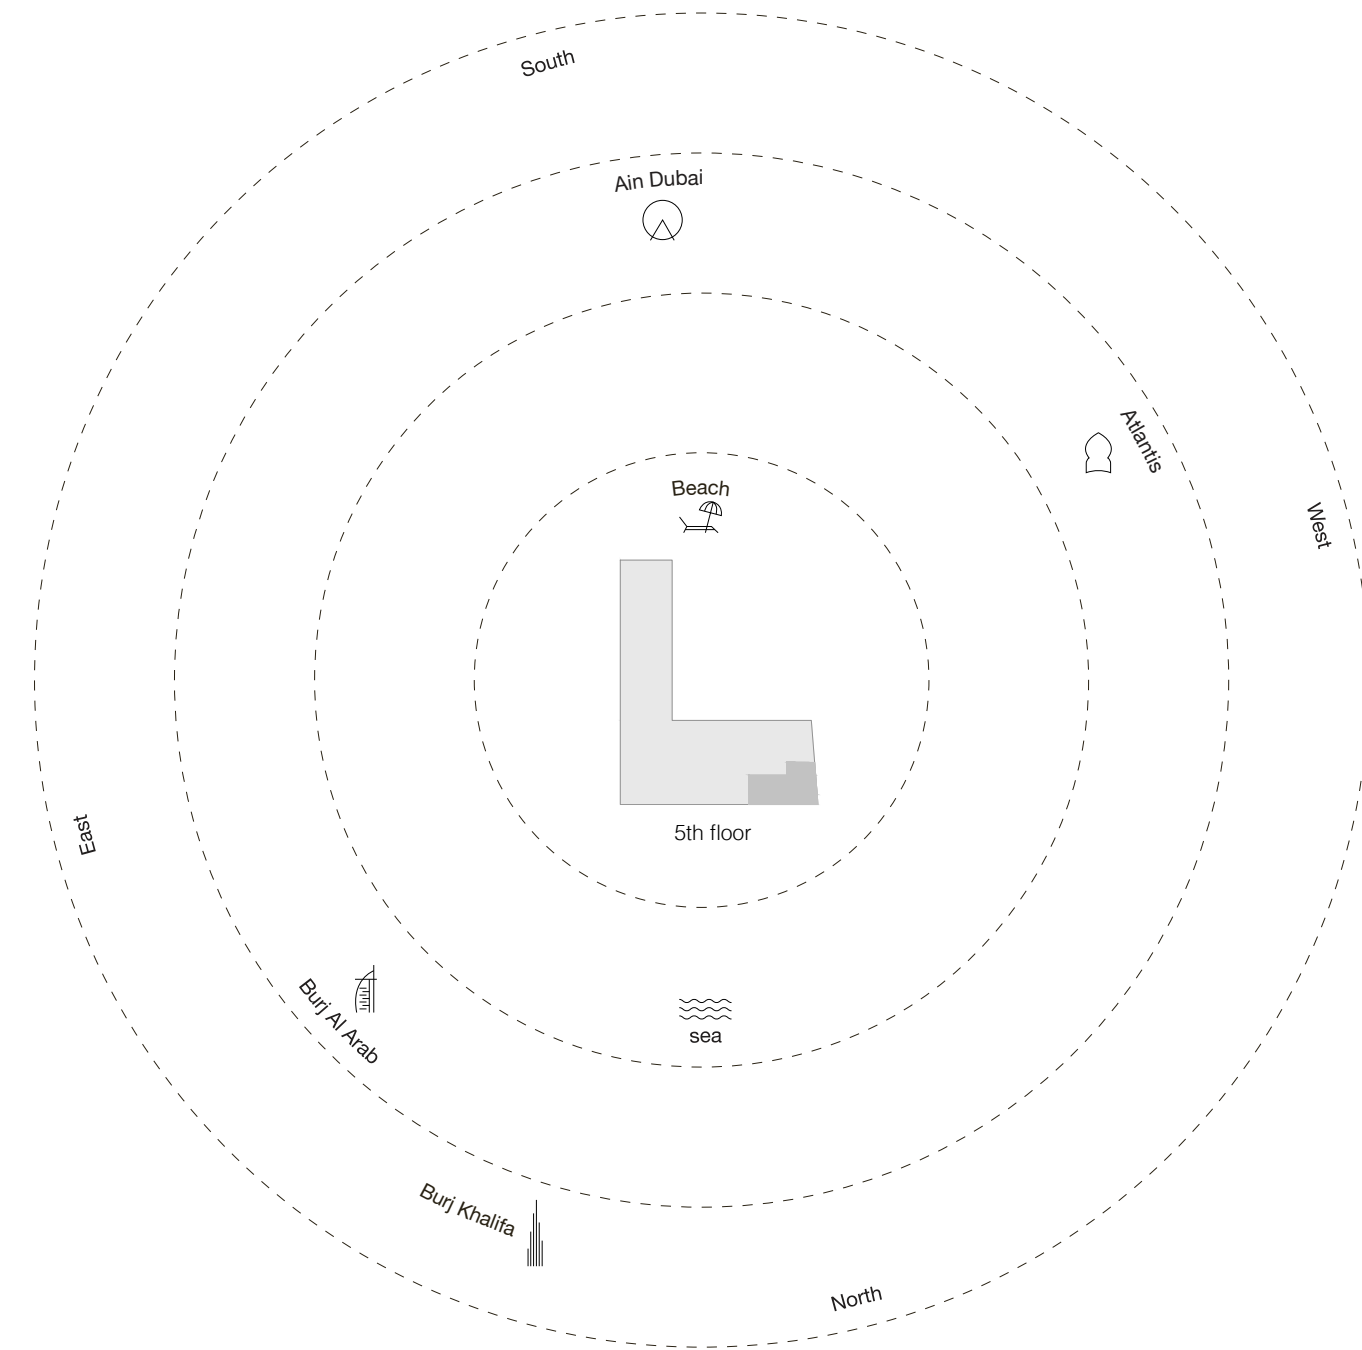 South
Ain Dubai
Atlantis
Beach
West
East
5th floor
Burj Al Arab
sea
Burj Khalifa
North